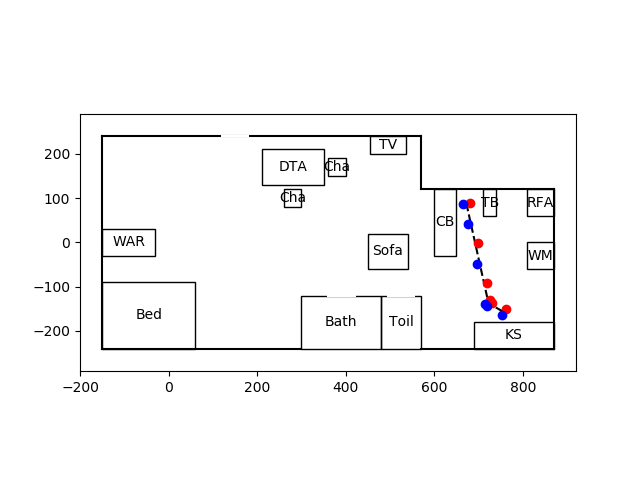 200
100
0
−100
−200
TV
DTA
Cha
Cha
TB
RFA
CB
WAR
Sofa
WM
Bed
Bath
Toil
KS
−200
0
200
400
600
800